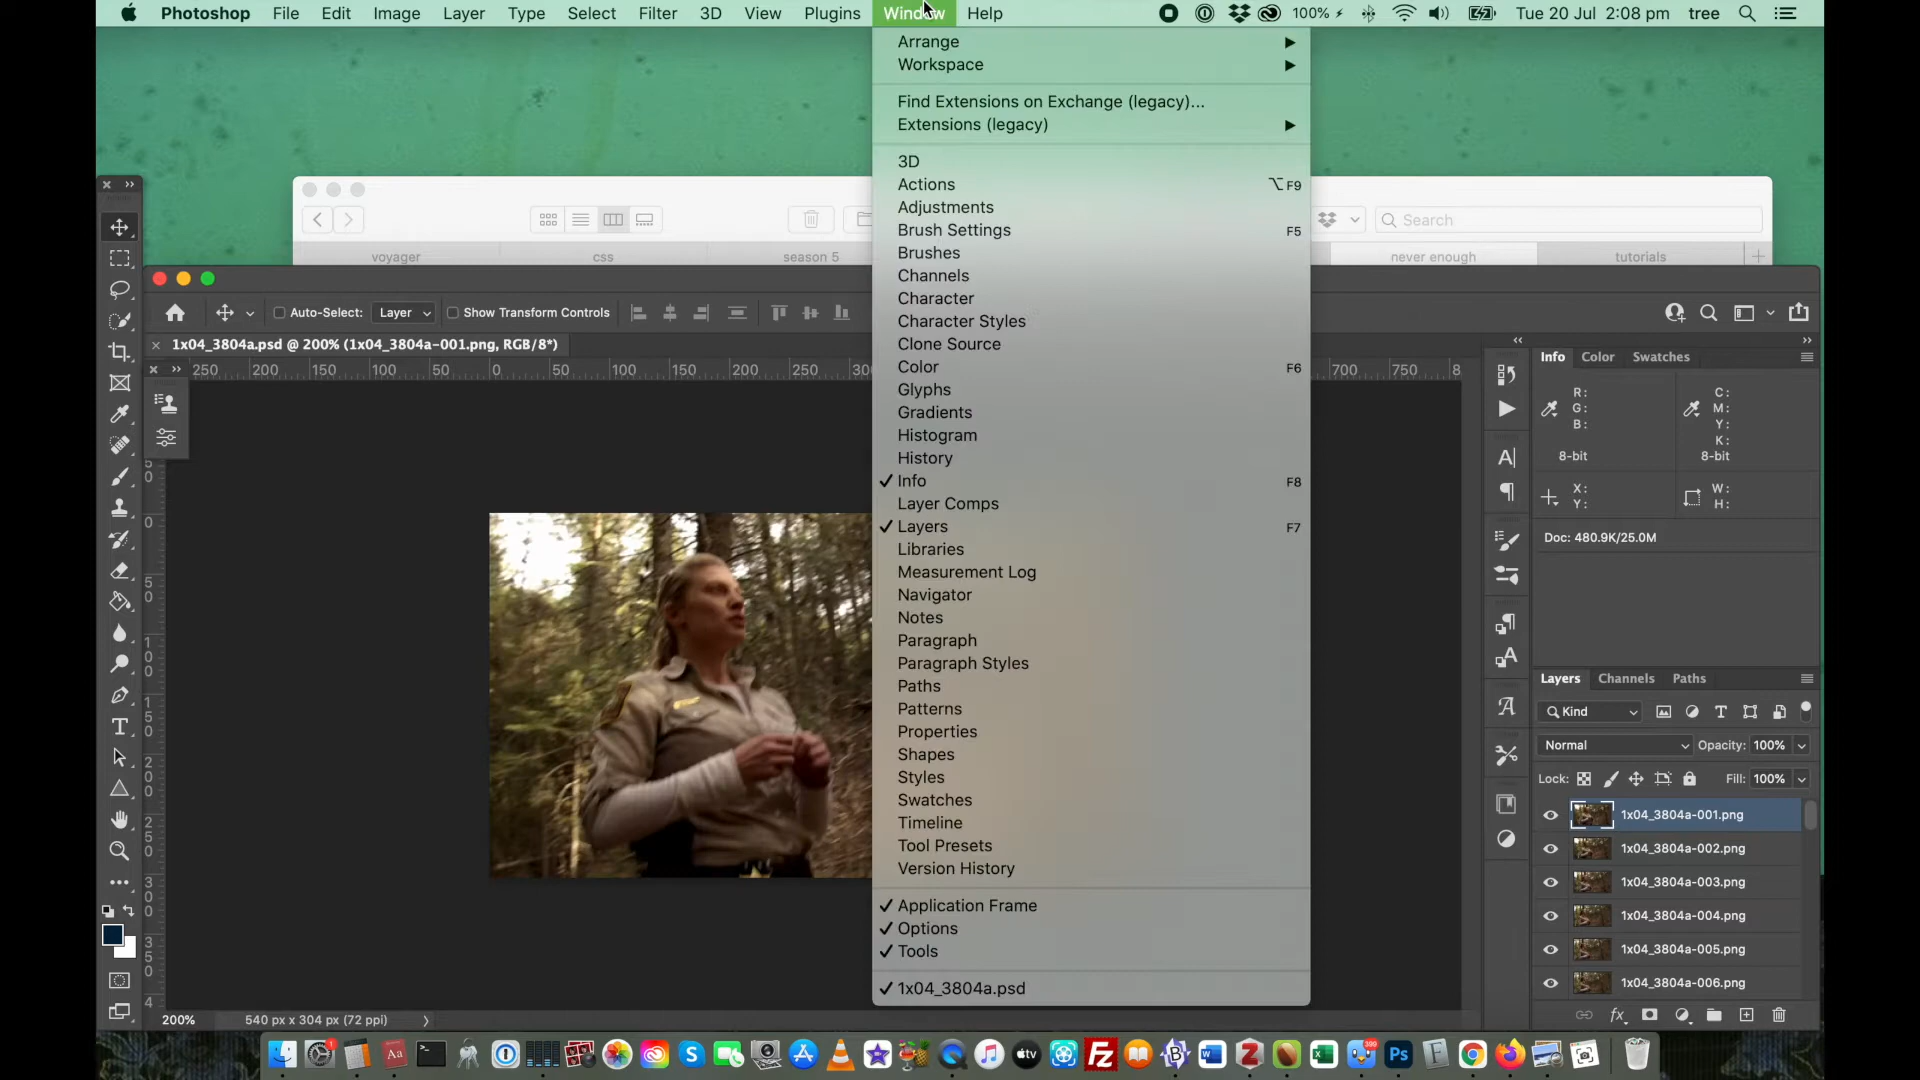 Photoshop File Edit Image Layer Type Select Filter 3D View Plugins Window Help 100% Tue 20 Jul 2:08 pm tree
Arrange
Workspace
Find Extensions on Exchange (legacy)...
Extensions (legacy)
3D
Actions ⌥F9
Adjustments
Brush Settings F5
Brushes
Channels
Character
Character Styles
Clone Source
Color F6
Glyphs
Gradients
Histogram
History
✓ Info F8
Layer Comps
✓ Layers F7
Libraries
Measurement Log
Navigator
Notes
Paragraph
Paragraph Styles
Paths
Patterns
Properties
Shapes
Styles
Swatches
Timeline
Tool Presets
Version History
✓ Application Frame
✓ Options
✓ Tools
✓ 1x04_3804a.psd
Search
voyager css season 5 never enough tutorials
Auto-Select: Layer Show Transform Controls
1x04_3804a.psd @ 200% (1x04_3804a-001.png, RGB/8*)
250 200 150 100 50 0 50 100 150 200 250 300 700 750 8
Info Color Swatches
R: C:
G: M:
B: Y:
K:
8-bit 8-bit
X: W:
Y: H:
Doc: 480.9K/25.0M
Layers Channels Paths
Kind
Normal Opacity: 100%
Lock: Fill: 100%
1x04_3804a-001.png
1x04_3804a-002.png
1x04_3804a-003.png
1x04_3804a-004.png
1x04_3804a-005.png
1x04_3804a-006.png
200% 540 px x 304 px (72 ppi)